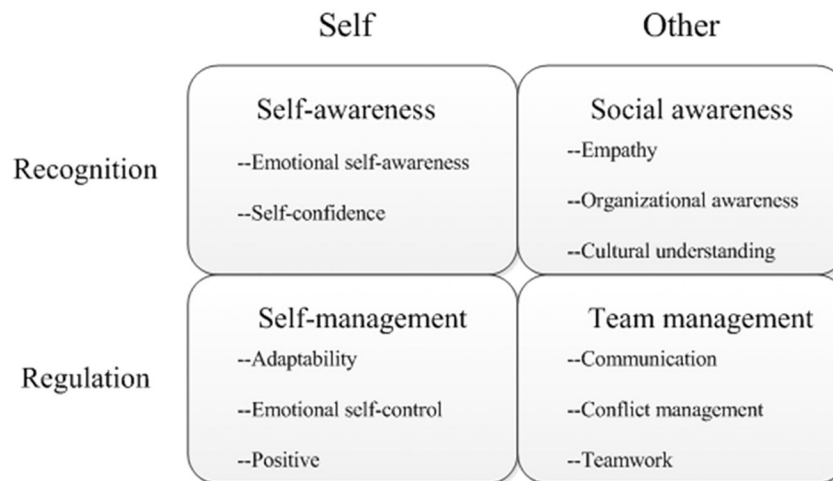 Self
Other
Recognition
Self-awareness
--Emotional self-awareness
--Self-confidence
Social awareness
--Empathy
--Organizational awareness
--Cultural understanding
Regulation
Self-management
--Adaptability
--Emotional self-control
--Positive
Team management
--Communication
--Conflict management
--Teamwork